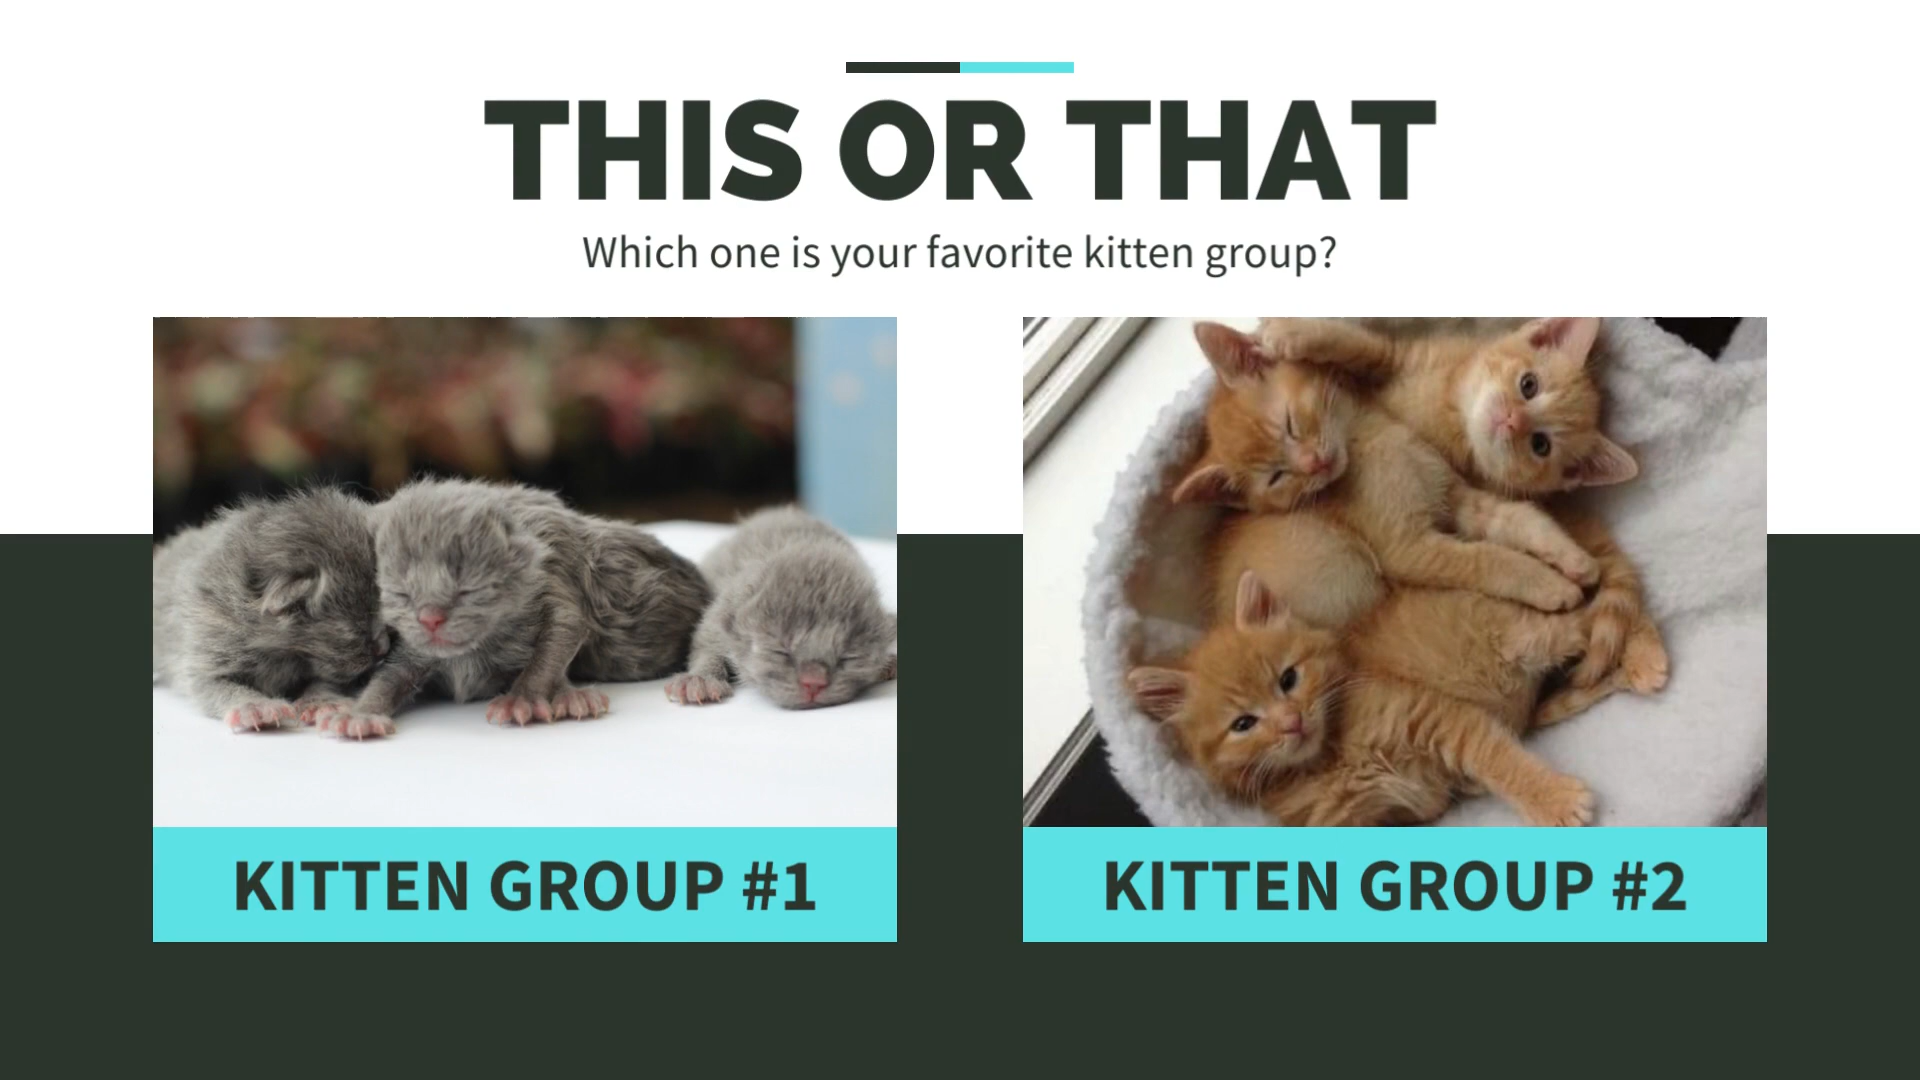 THIS OR THAT
Which one is your favorite kitten group?
KITTEN GROUP #1
KITTEN GROUP #2